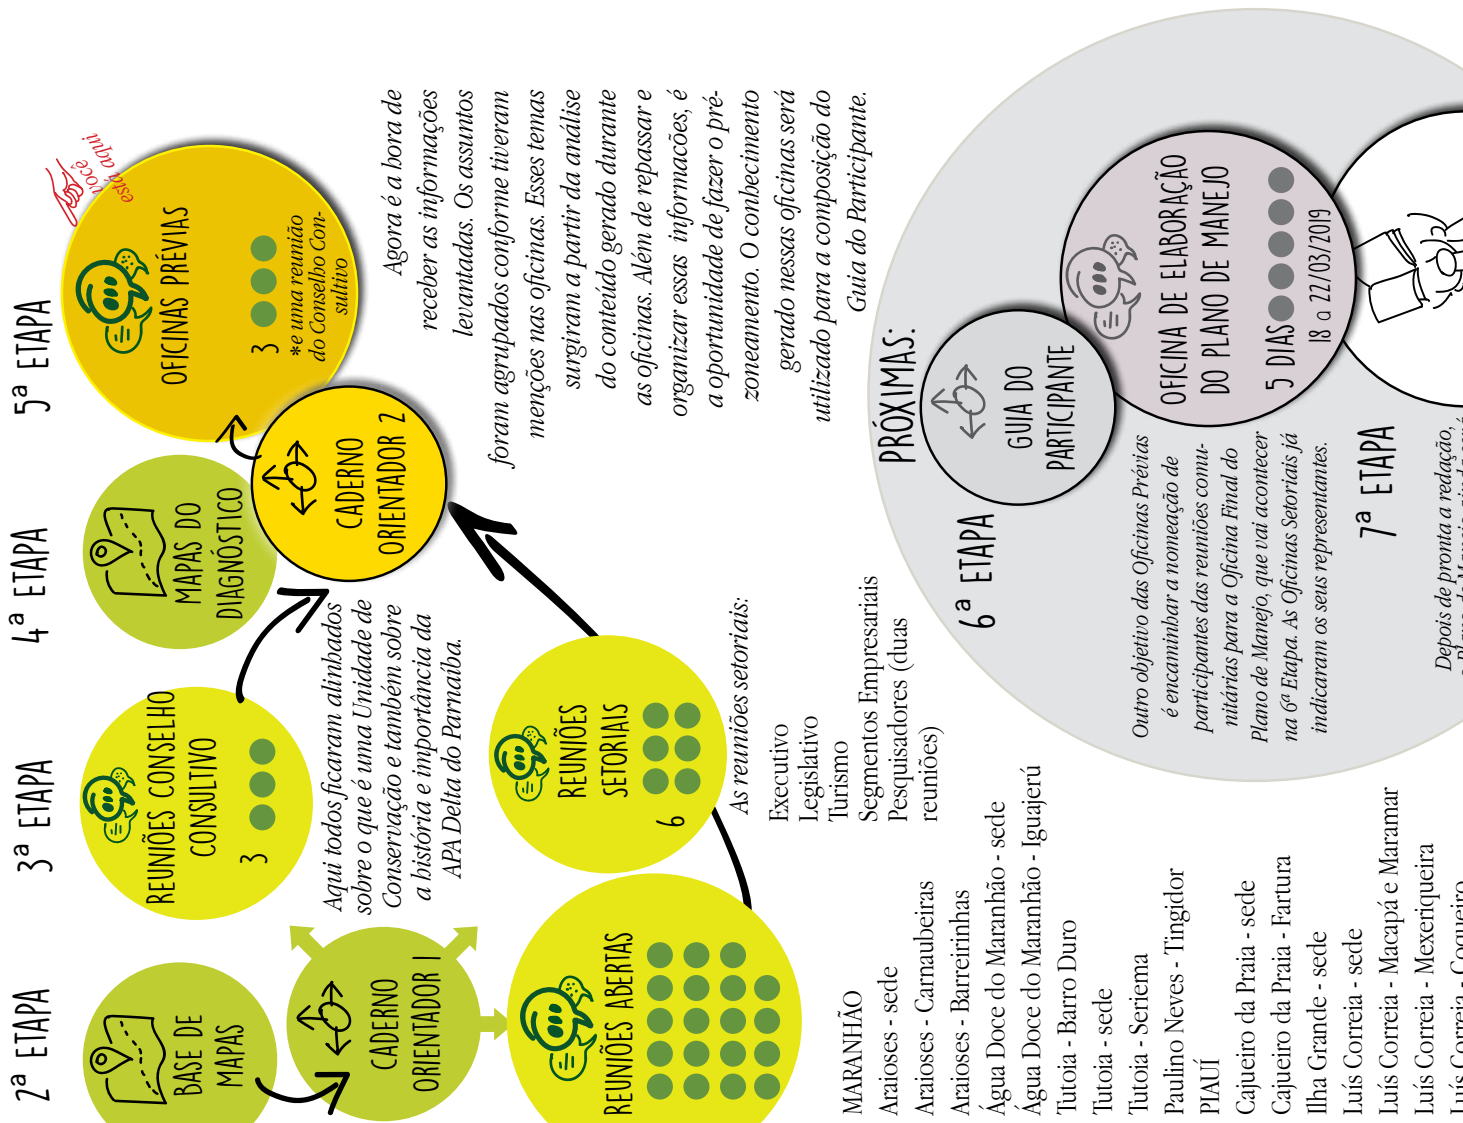 2ª ETAPA
BASE DE
MAPAS
CADERNO
ORIENTADOR 1
REUNIÕES ABERTAS
3ª ETAPA
REUNIÕES CONSELHO
CONSULTIVO
3
Aqui todos ficaram alinhados
sobre o que é uma Unidade de
Conservação e também sobre
a história e importância da
APA Delta do Parnaíba.
REUNIÕES
SETORIAIS
6
As reuniões setoriais:
Executivo
Legislativo
Turismo
Segmentos Empresariais
Pesquisadores (duas
reuniões)
4ª ETAPA
MAPAS DO
DIAGNÓSTICO
CADERNO
ORIENTADOR 2
5ª ETAPA
OFICINAS PRÉVIAS
3
*e uma reunião
do Conselho Con-
sultivo
você
está aqui
Agora é a hora de
receber as informações
levantadas. Os assuntos
foram agrupados conforme tiveram
menções nas oficinas. Esses temas
surgiram a partir da análise
do conteúdo gerado durante
as oficinas. Além de repassar e
organizar essas informacões, é
a oportunidade de fazer o pré-
zoneamento. O conhecimento
gerado nessas oficinas será
utilizado para a composição do
Guia do Participante.
MARANHÃO
Araioses - sede
Araioses - Carnaubeiras
Araioses - Barreirinhas
Água Doce do Maranhão - sede
Água Doce do Maranhão - Iguajerú
Tutoia - Barro Duro
Tutoia - sede
Tutoia - Seriema
Paulino Neves - Tingidor
PIAUÍ
Cajueiro da Praia - sede
Cajueiro da Praia - Fartura
Ilha Grande - sede
Luís Correia - sede
Luís Correia - Macapá e Maramar
Luís Correia - Mexeriqueira
Luís Correia - Coqueiro
PRÓXIMAS:
6ª ETAPA
GUIA DO
PARTICIPANTE
OFICINA DE ELABORAÇÃO
DO PLANO DE MANEJO
5 DIAS
18 a 22/03/2019
Outro objetivo das Oficinas Prévias
é encaminhar a nomeação de
participantes das reuniões comu-
nitárias para a Oficina Final do
Plano de Manejo, que vai acontecer
na 6ª Etapa. As Oficinas Setoriais já
indicaram os seus representantes.
7ª ETAPA
Depois de pronta a redação,